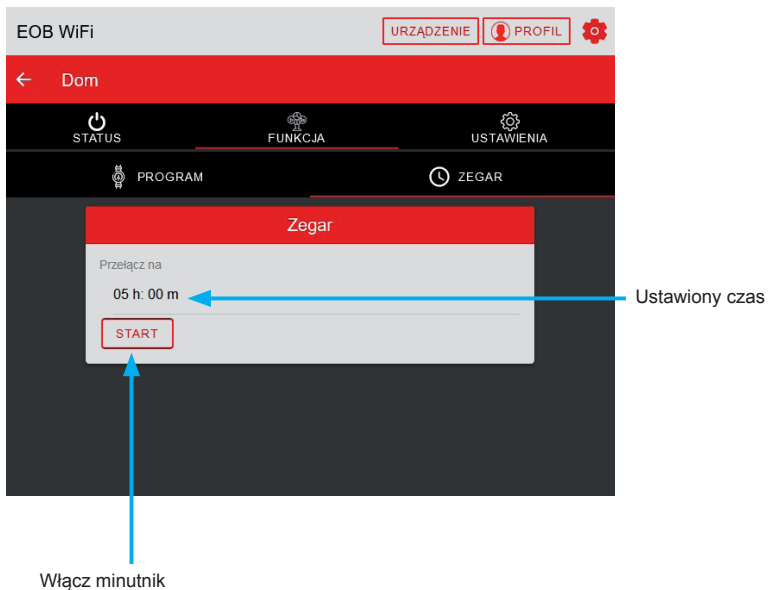 EOB WiFi
URZĄDZENIE
PROFIL
Dom
STATUS
FUNKCJA
USTAWIENIA
PROGRAM
ZEGAR
Zegar
Przełącz na
05 h: 00 m
Ustawiony czas
START
Włącz minutnik